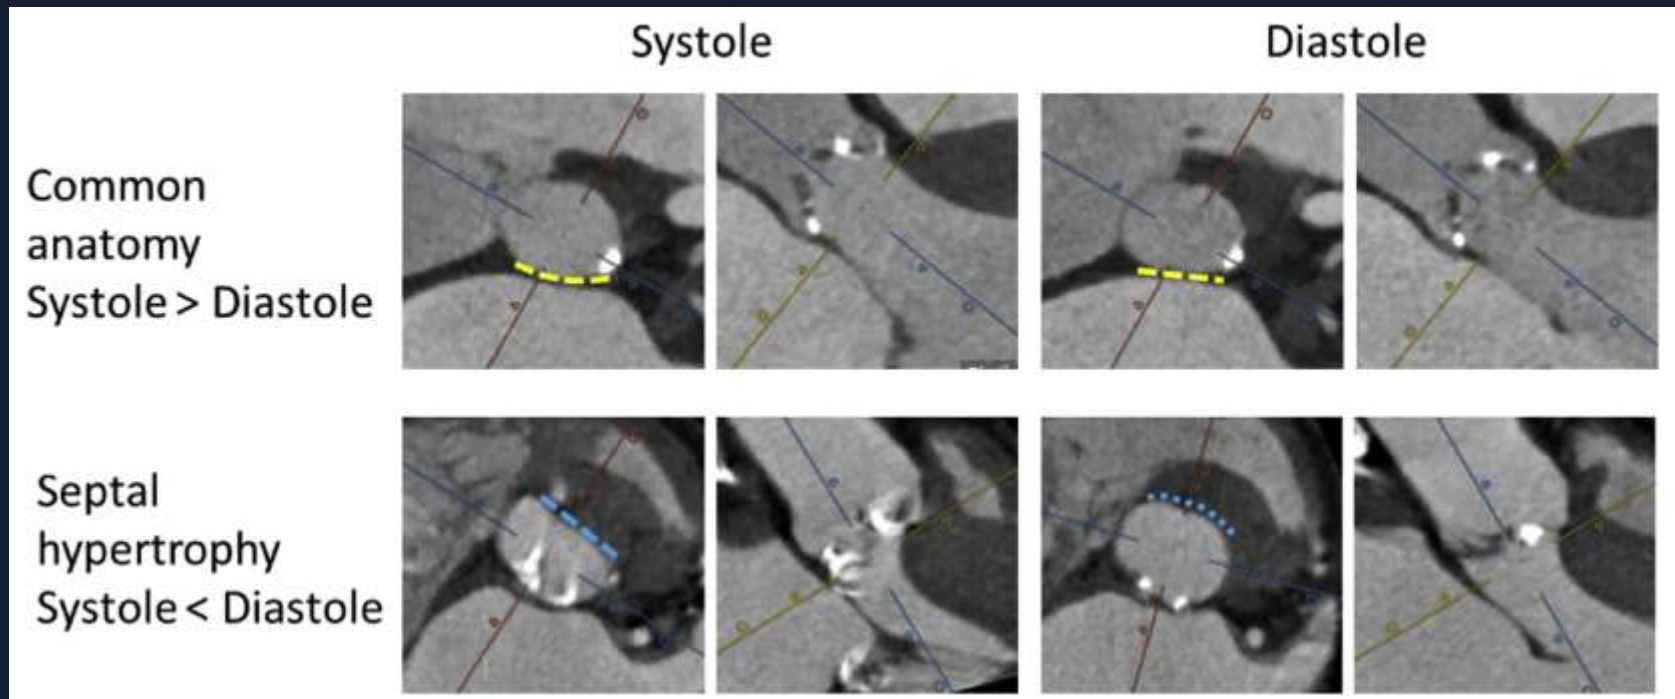 Systole
Diastole
Common
anatomy
Systole > Diastole
Septal
hypertrophy
Systole < Diastole